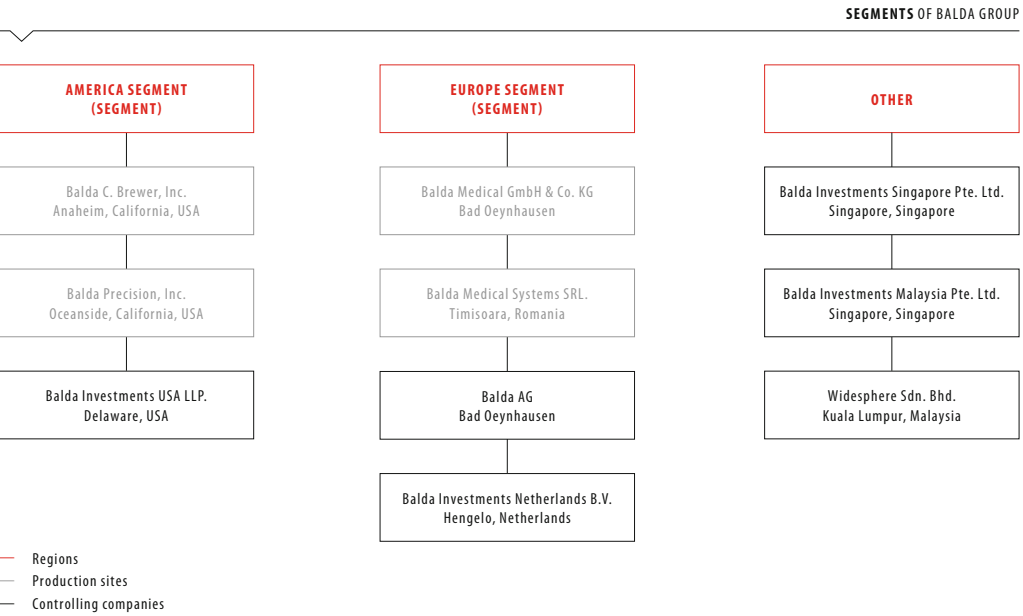 SEGMENTS OF BALDA GROUP
AMERICA SEGMENT
(SEGMENT)
Balda C. Brewer, Inc.
Anaheim, California, USA
Balda Precision, Inc.
Oceanside, California, USA
Balda Investments USA LLP.
Delaware, USA
EUROPE SEGMENT
(SEGMENT)
Balda Medical GmbH & Co. KG
Bad Oeynhausen
Balda Medical Systems SRL.
Timisoara, Romania
Balda AG
Bad Oeynhausen
Balda Investments Netherlands B.V.
Hengelo, Netherlands
OTHER
Balda Investments Singapore Pte. Ltd.
Singapore, Singapore
Balda Investments Malaysia Pte. Ltd.
Singapore, Singapore
Widesphere Sdn. Bhd.
Kuala Lumpur, Malaysia
Regions
Production sites
Controlling companies